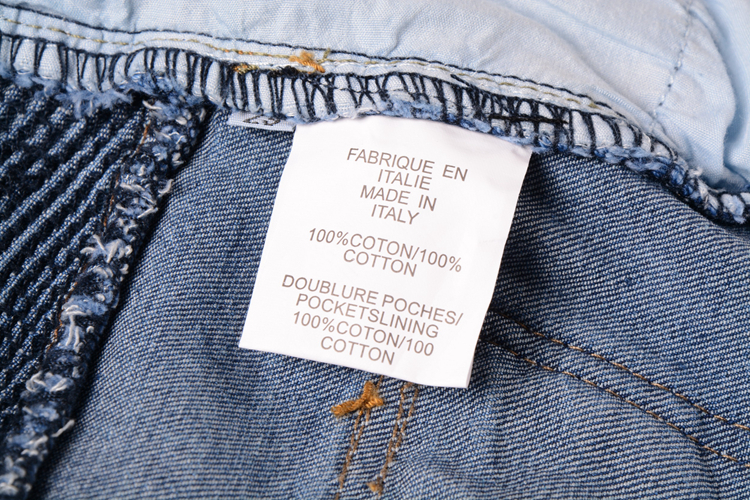 FABRIQUE EN
ITALIE
MADE IN
ITALY
100%COTON/100%
COTTON
DOUBLURE POCHES/
POCKETSLINING
100%COTON/100
COTTON